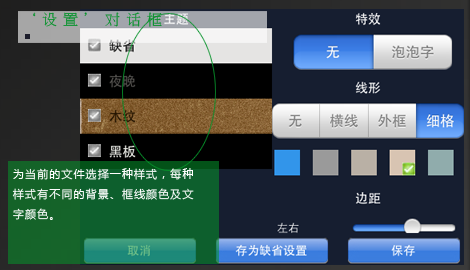 ‘设置’ 对话框
主题
缺省
夜晚
木纹
黑板
为当前的文件选择一种样式，每种
样式有不同的背景、框线颜色及文
字颜色。
取消
特效
无
泡泡字
线形
无
横线
外框
细格
边距
左右
存为缺省设置
保存